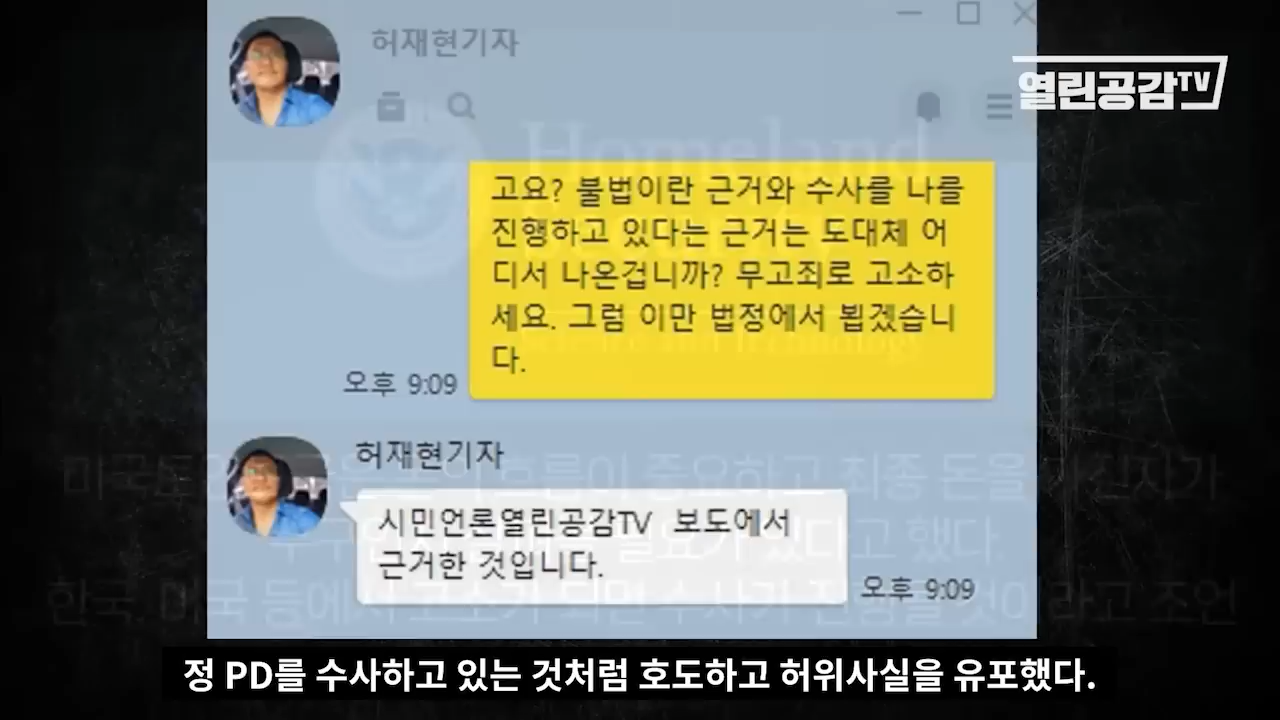 허재현기자
열린공감TV
Homeland
고요? 불법이란 근거와 수사를 나를
진행하고 있다는 근거는 도대체 어
디서 나온겁니까? 무고죄로 고소하
세요. 그럼 이만 법정에서 뵙겠습니
다.
오후 9:09
허재현기자
시민언론열린공감TV 보도에서
근거한 것입니다.
오후 9:09
정 PD를 수사하고 있는 것처럼 호도하고 허위사실을 유포했다.